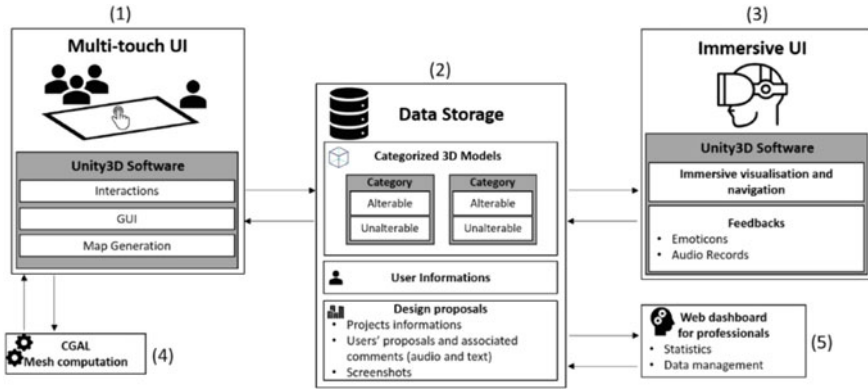 (1)
Multi-touch UI
Unity3D Software
Interactions
GUI
Map Generation
CGAL
Mesh computation
(4)
(2)
Data Storage
Categorized 3D Models
Category
Alterable
Unalterable
Category
Alterable
Unalterable
User Informations
Design proposals
• Projects informations
• Users' proposals and associated
comments (audio and text)
• Screenshots
(3)
Immersive UI
Unity3D Software
Immersive visualisation and
navigation
Feedbacks
• Emoticons
• Audio Records
Web dashboard
for professionals
• Statistics
• Data management
(5)